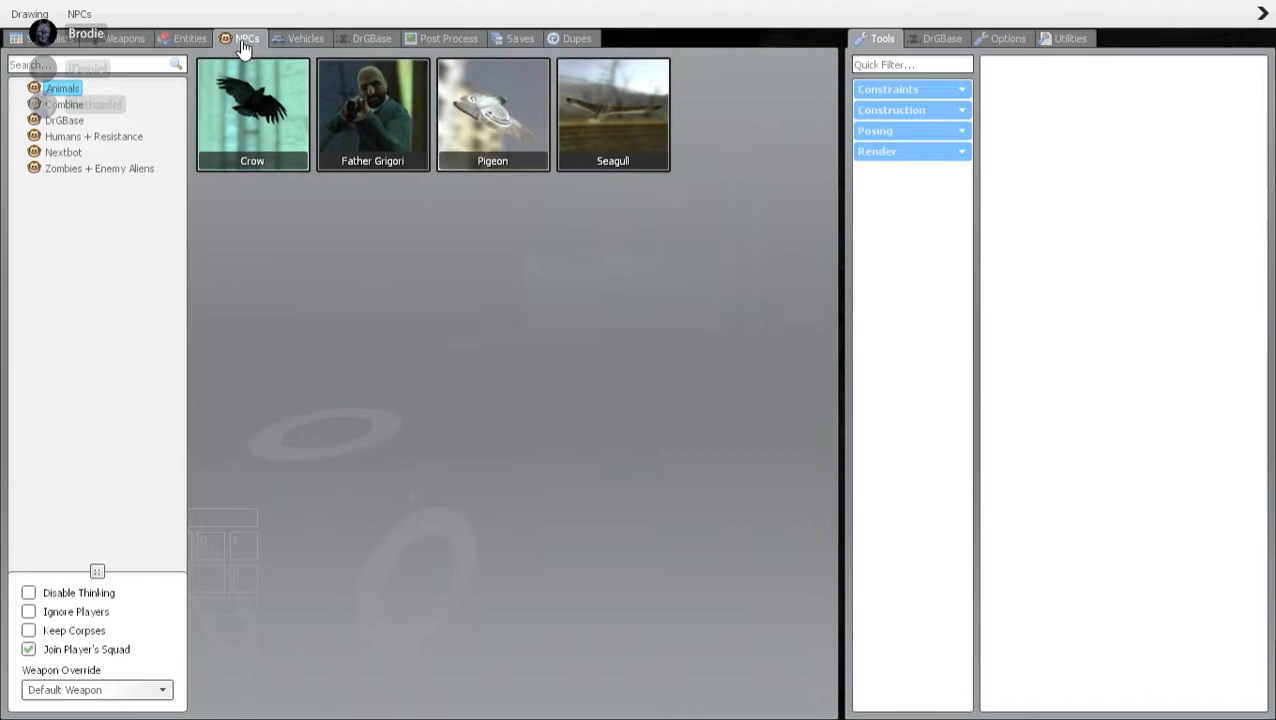 Drawing NPCs
Brodie
Weapons Entities NPCs Vehicles DrGBase Post Process Saves Dupes
Tools DrGBase Options Utilities
Search...
Quick Filter...
Animals
Combine
DrGBase
Humans + Resistance
Nextbot
Zombies + Enemy Aliens
Crow
Father Grigori
Pigeon
Seagull
Constraints
Construction
Posing
Render
Disable Thinking
Ignore Players
Keep Corpses
Join Player's Squad
Weapon Override
Default Weapon